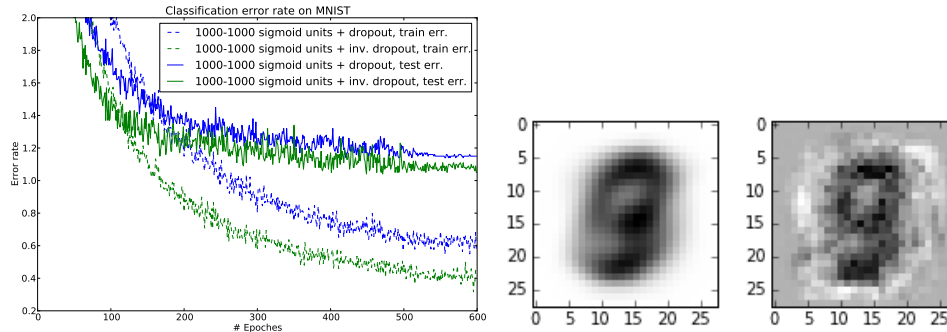 Classification error rate on MNIST
2.0
1.8
1.6
1.4
1.2
1.0
0.8
0.6
0.4
0.2
Error rate
1000-1000 sigmoid units + dropout, train err.
1000-1000 sigmoid units + inv. dropout, train err.
1000-1000 sigmoid units + dropout, test err.
1000-1000 sigmoid units + inv. dropout, test err.
0 100 200 300 400 500 600
# Epoches
0
5
10
15
20
25
0 5 10 15 20 25
0
5
10
15
20
25
0 5 10 15 20 25